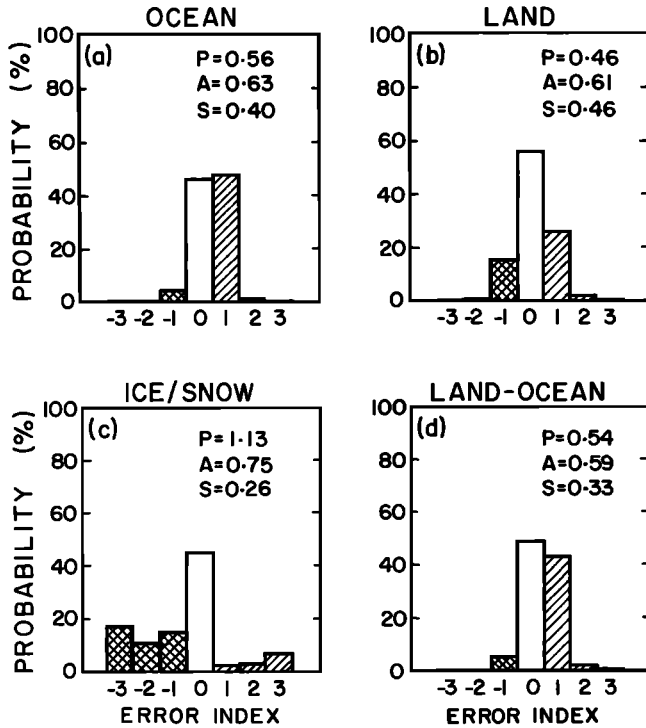 OCEAN
(a)
P=0·56
A=0·63
S=0·40
PROBABILITY (%)
100
80
60
40
20
0
-3 -2 -1 0 1 2 3
LAND
(b)
P=0·46
A=0·61
S=0·46
100
80
60
40
20
0
-3 -2 -1 0 1 2 3
ICE/SNOW
(c)
P=1·13
A=0·75
S=0·26
PROBABILITY (%)
100
80
60
40
20
0
-3 -2 -1 0 1 2 3
ERROR INDEX
LAND-OCEAN
(d)
P=0·54
A=0·59
S=0·33
100
80
60
40
20
0
-3 -2 -1 0 1 2 3
ERROR INDEX